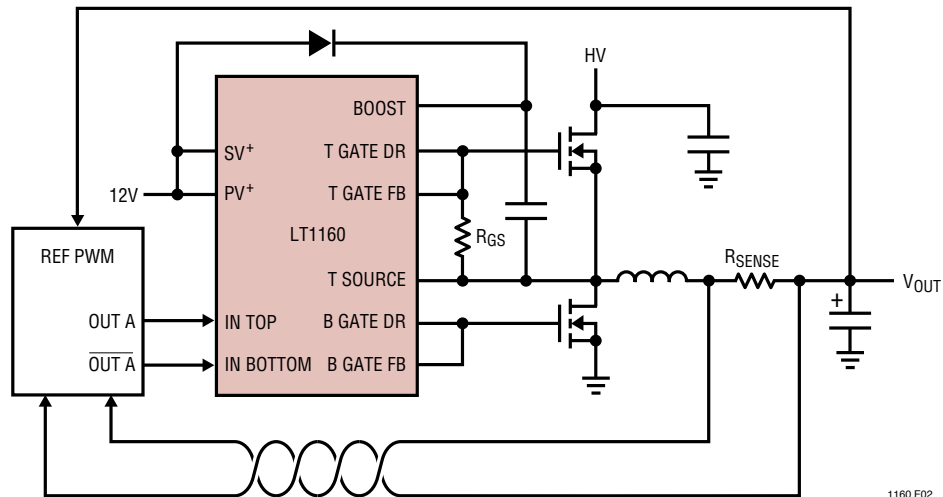 HV
BOOST
SV+
T GATE DR
12V
PV+
T GATE FB
LT1160
RGS
REF PWM
RSENSE
T SOURCE
VOUT
+
OUT A
IN TOP
B GATE DR
OUT A
IN BOTTOM
B GATE FB
1160 F02